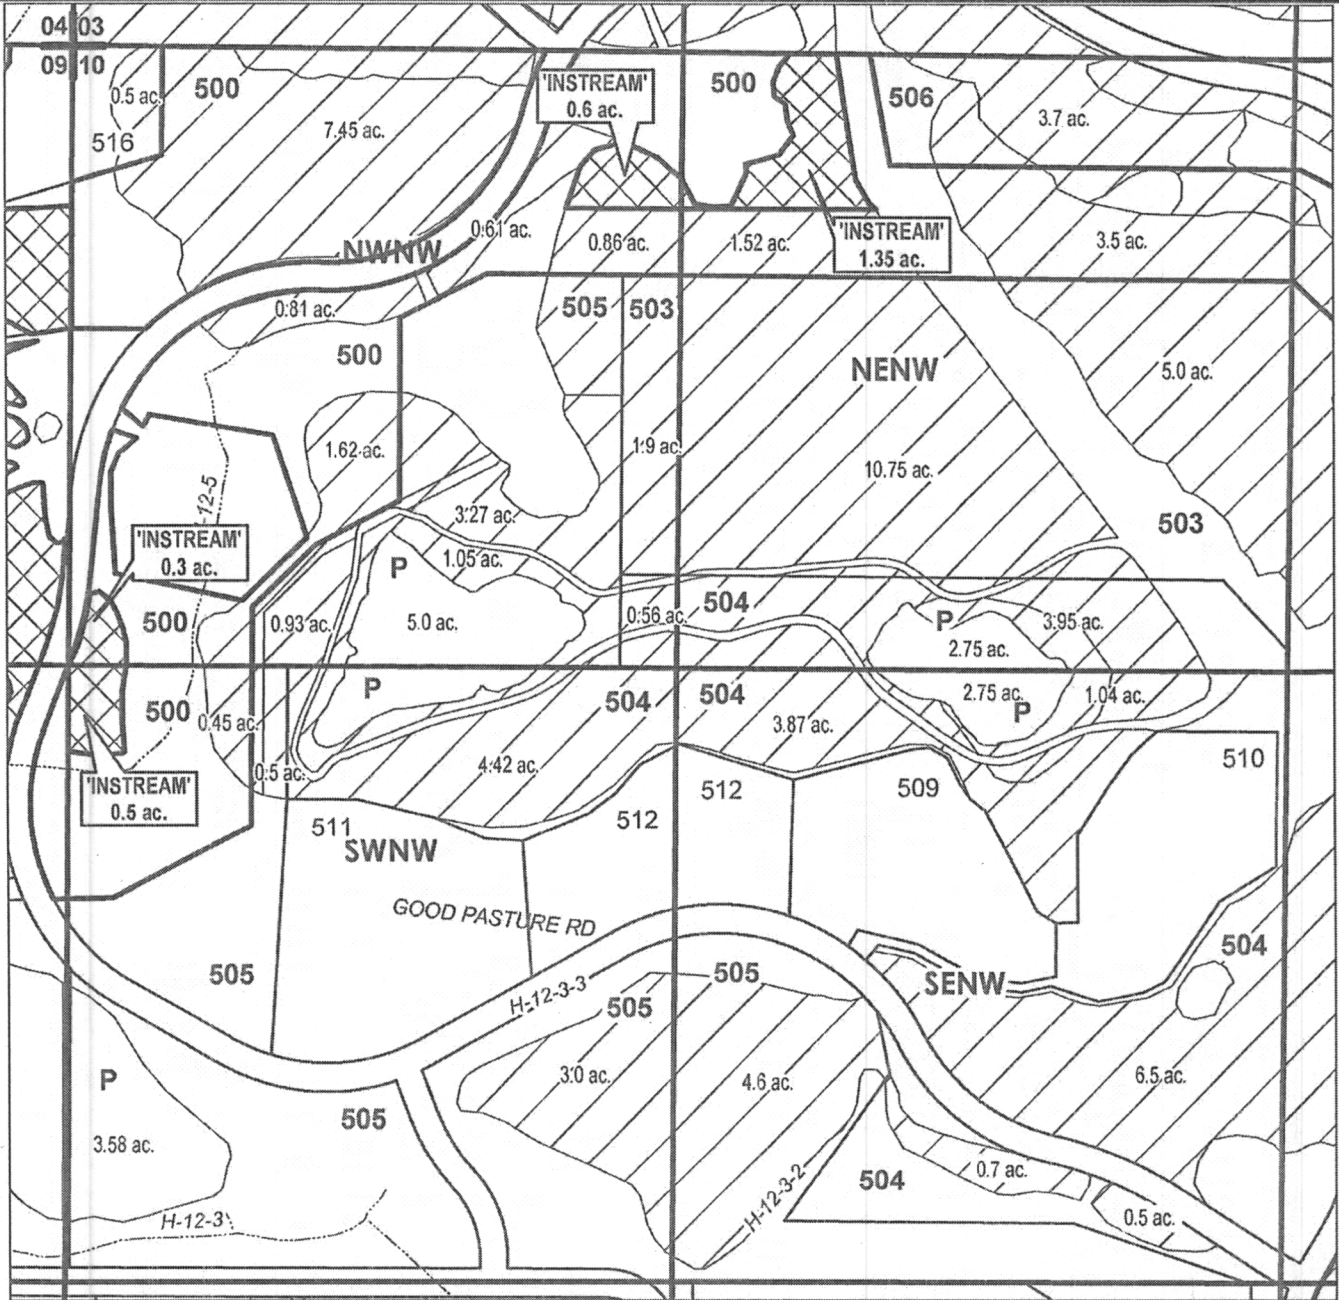 04 03
09 10
0.5 ac.
500
516
7.45 ac.
'INSTREAM'
0.6 ac.
500
506
3.7 ac.
NWNW
0.61 ac.
0.86 ac.
1.52 ac.
'INSTREAM'
1.35 ac.
3.5 ac.
0.81 ac.
505
503
500
NENW
5.0 ac.
1.62 ac.
1.9 ac.
10.75 ac.
-12-5
3.27 ac.
503
'INSTREAM'
0.3 ac.
1.05 ac.
P
500
0.93 ac.
5.0 ac.
0.56 ac.
504
P
3.95 ac.
2.75 ac.
500
0.45 ac.
P
504
504
2.75 ac.
P
1.04 ac.
3.87 ac.
0.5 ac.
4.42 ac.
'INSTREAM'
0.5 ac.
512
509
510
511
512
SWNW
GOOD PASTURE RD
505
H-12-3-3
505
505
SENW
504
P
3.0 ac.
4.6 ac.
6.5 ac.
505
3.58 ac.
H-12-3
H-12-3-2
504
0.7 ac.
0.5 ac.